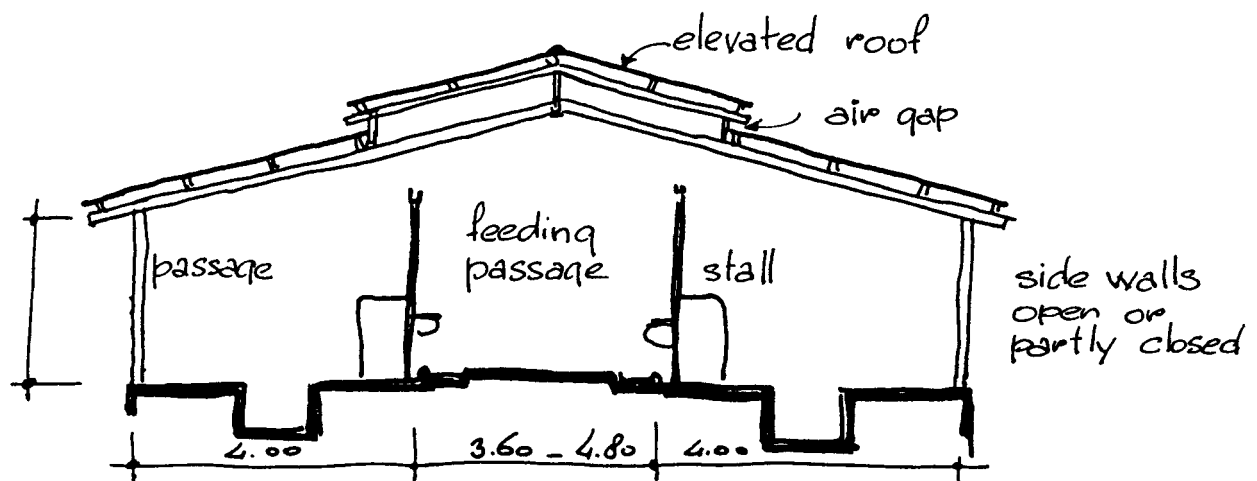 elevated roof
air gap
feeding
passage
passage
stall
side walls
open or
partly closed
4.00
3.60 - 4.80
4.00